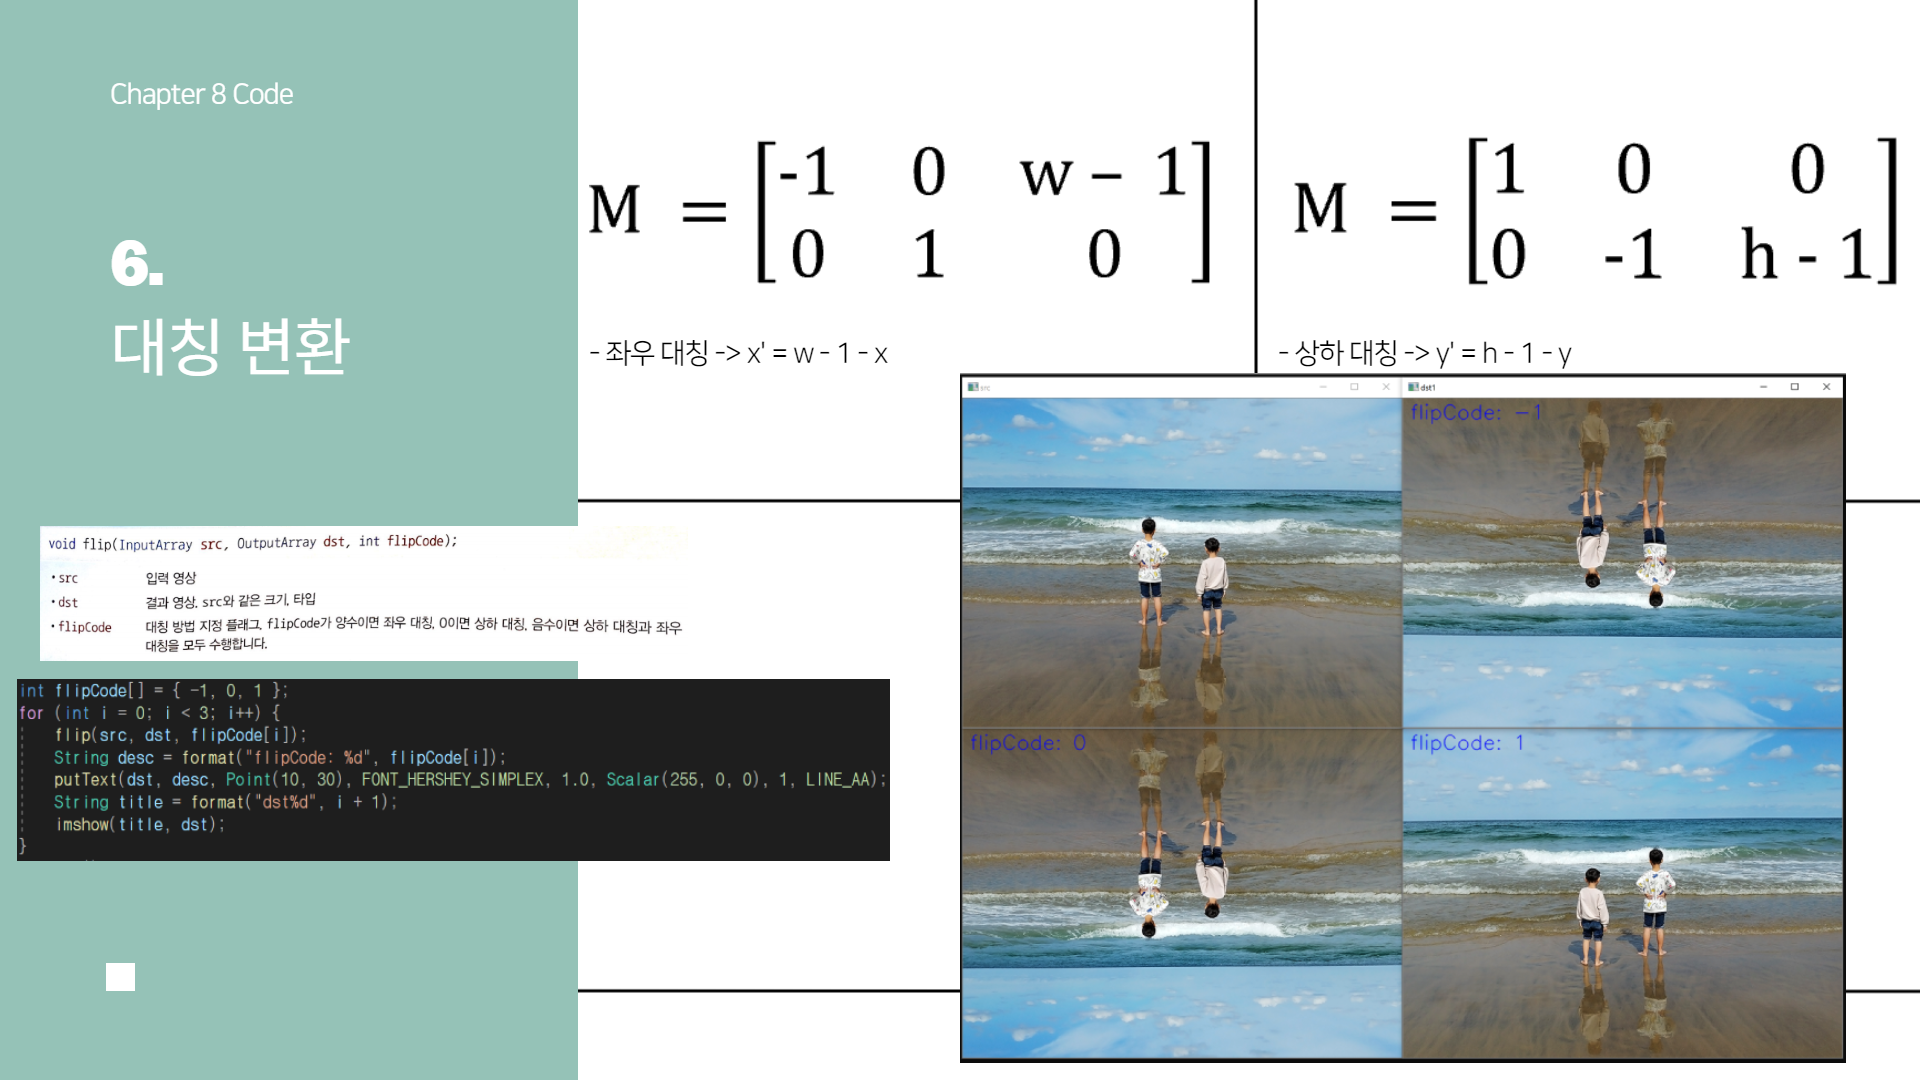 Chapter 8 Code
6.
대칭 변환
M = [-1 0 w – 1
0 1 0]
- 좌우 대칭 -> x' = w - 1 - x
M = [1 0 0
0 -1 h - 1]
- 상하 대칭 -> y' = h - 1 - y
void flip(InputArray src, OutputArray dst, int flipCode);
• src 입력 영상
• dst 결과 영상. src와 같은 크기, 타입
• flipCode 대칭 방법 지정 플래그. flipCode가 양수이면 좌우 대칭, 0이면 상하 대칭, 음수이면 상하 대칭과 좌우
대칭을 모두 수행합니다.
int flipCode[] = { -1, 0, 1 };
for (int i = 0; i < 3; i++) {
flip(src, dst, flipCode[i]);
String desc = format("flipCode: %d", flipCode[i]);
putText(dst, desc, Point(10, 30), FONT_HERSHEY_SIMPLEX, 1.0, Scalar(255, 0, 0), 1, LINE_AA);
String title = format("dst%d", i + 1);
imshow(title, dst);
}
src
dst1
flipCode: -1
flipCode: 0
flipCode: 1